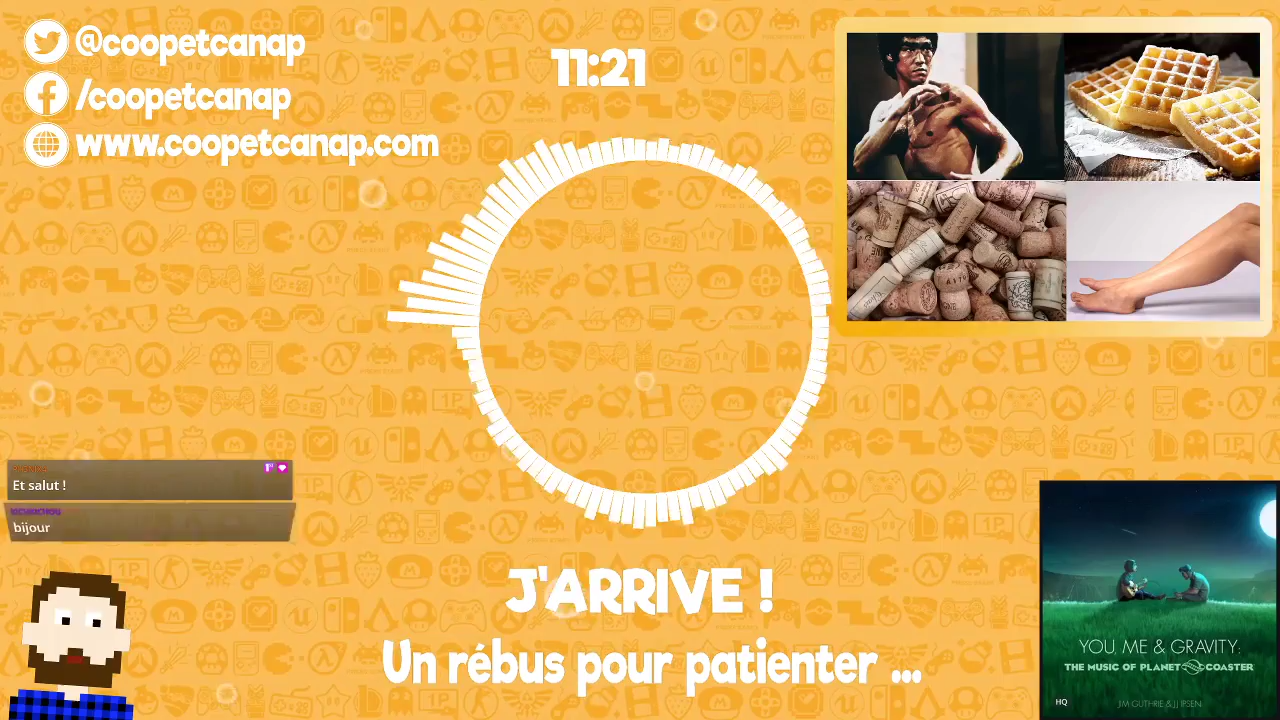 @coopetcanap
/coopetcanap
www.coopetcanap.com
11:21
Et salut !
bijour
J'ARRIVE !
Un rébus pour patienter ...
YOU ME & GRAVITY:
THE MUSIC OF PLANET COASTER
HQ
JIM GUTHRIE & JJ IPSEN